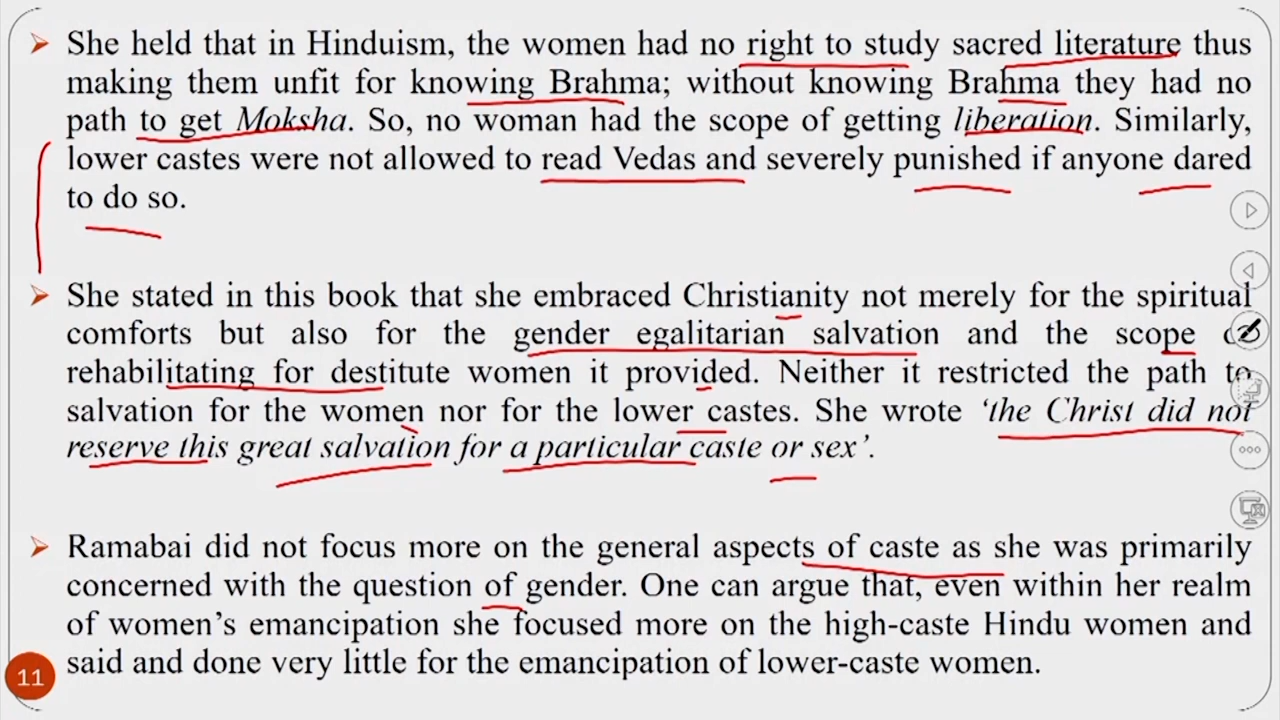 ➤ She held that in Hinduism, the women had no right to study sacred literature thus
making them unfit for knowing Brahma; without knowing Brahma they had no
path to get Moksha. So, no woman had the scope of getting liberation. Similarly,
lower castes were not allowed to read Vedas and severely punished if anyone dared
to do so.
➤ She stated in this book that she embraced Christianity not merely for the spiritual
comforts but also for the gender egalitarian salvation and the scope
rehabilitating for destitute women it provided. Neither it restricted the path to
salvation for the women nor for the lower castes. She wrote ‘the Christ did not
reserve this great salvation for a particular caste or sex’.
➤ Ramabai did not focus more on the general aspects of caste as she was primarily
concerned with the question of gender. One can argue that, even within her realm
of women’s emancipation she focused more on the high-caste Hindu women and
said and done very little for the emancipation of lower-caste women.
11